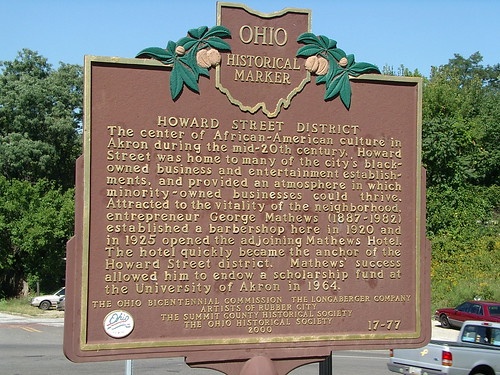 OHIO
HISTORICAL
MARKER
HOWARD STREET DISTRICT
The center of African-American culture in
Akron during the mid-20th century, Howard
Street was home to many of the city's black-
owned business and entertainment establish-
ments, and provided an atmosphere in which
minority-owned businesses could thrive.
Attracted to the vitality of the neighborhood,
entrepreneur George Mathews (1887-1982)
established a barbershop here in 1920 and
in 1925 opened the adjoining Mathews Hotel.
The hotel quickly became the anchor of the
Howard Street district. Mathews' success
allowed him to endow a scholarship fund at
the University of Akron in 1964.
THE OHIO BICENTENNIAL COMMISSION THE LONGABERGER COMPANY
ARTISTS OF RUBBER CITY
THE SUMMIT COUNTY HISTORICAL SOCIETY
THE OHIO HISTORICAL SOCIETY
2000
17-77
Ohio